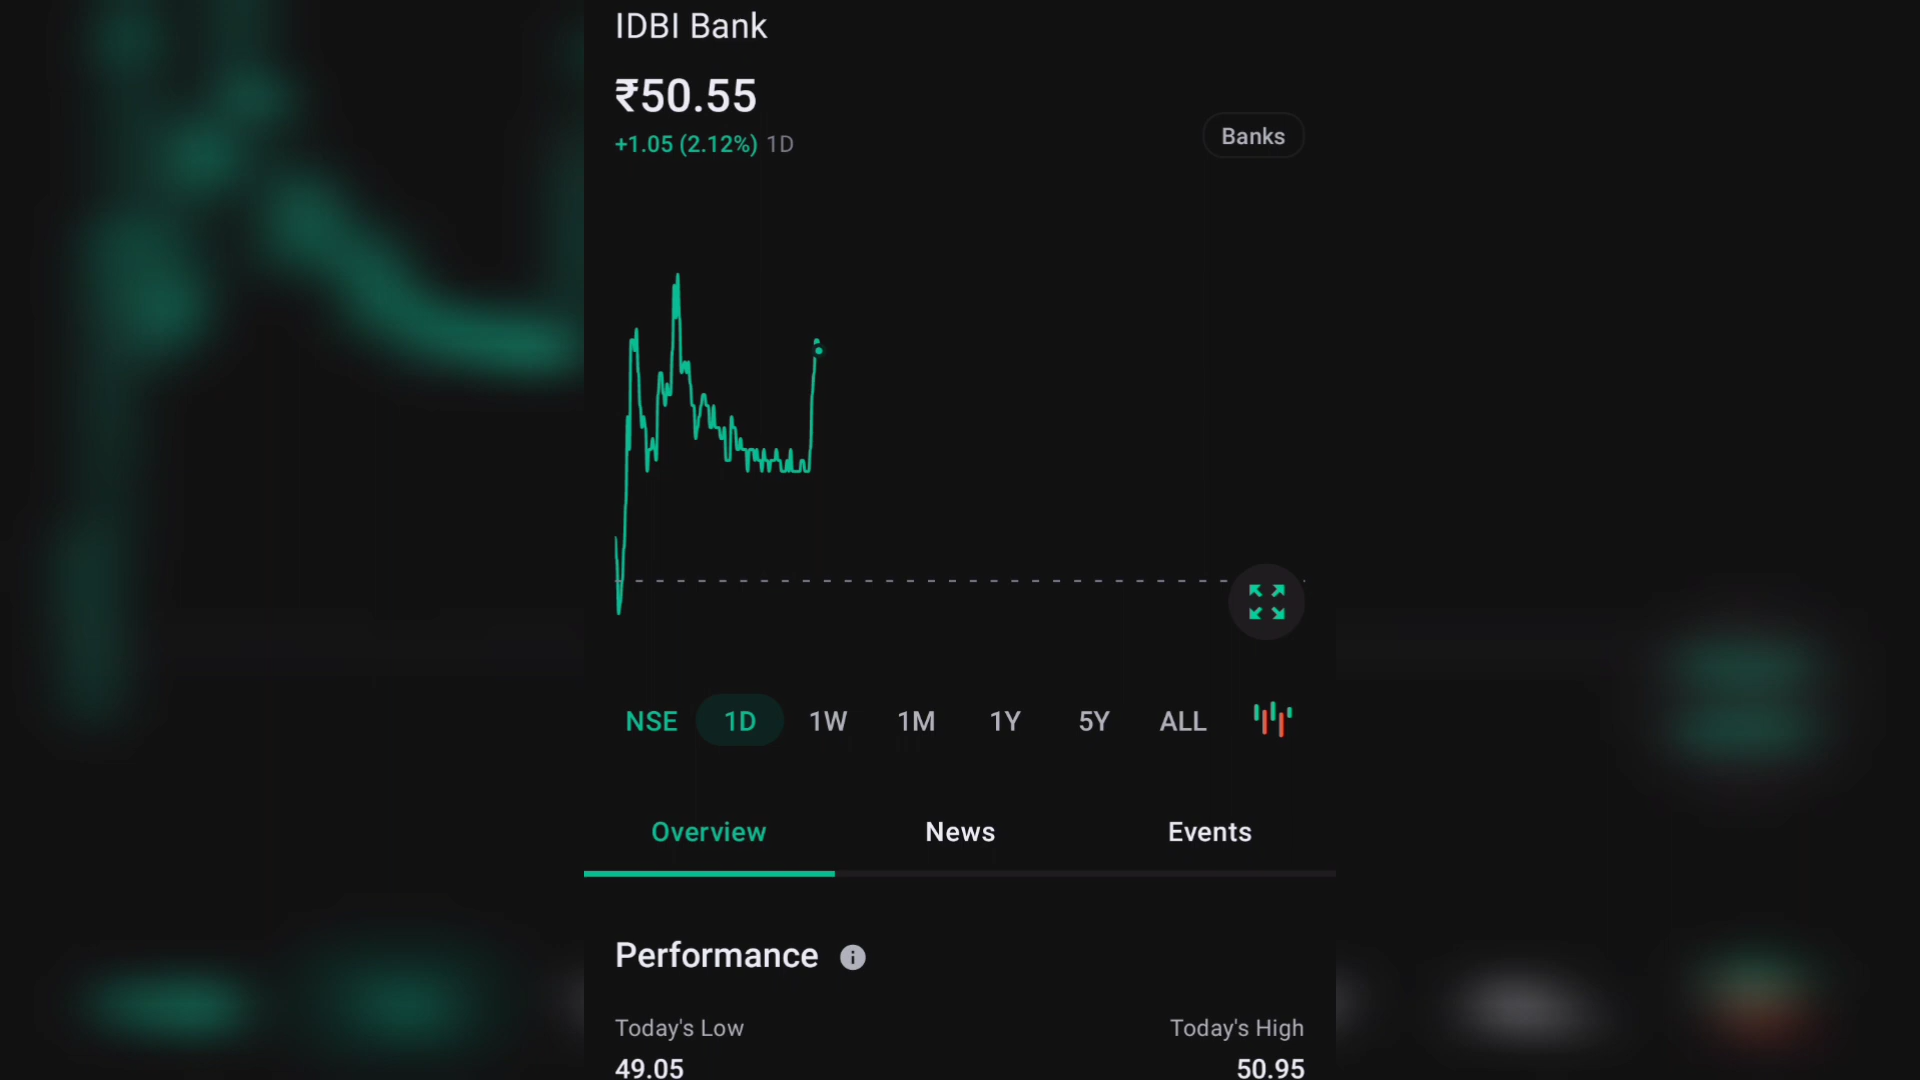 IDBI Bank
₹50.55
+1.05 (2.12%) 1D
Banks
NSE 1D 1W 1M 1Y 5Y ALL
Overview News Events
Performance
Today's Low Today's High
49.05 50.95